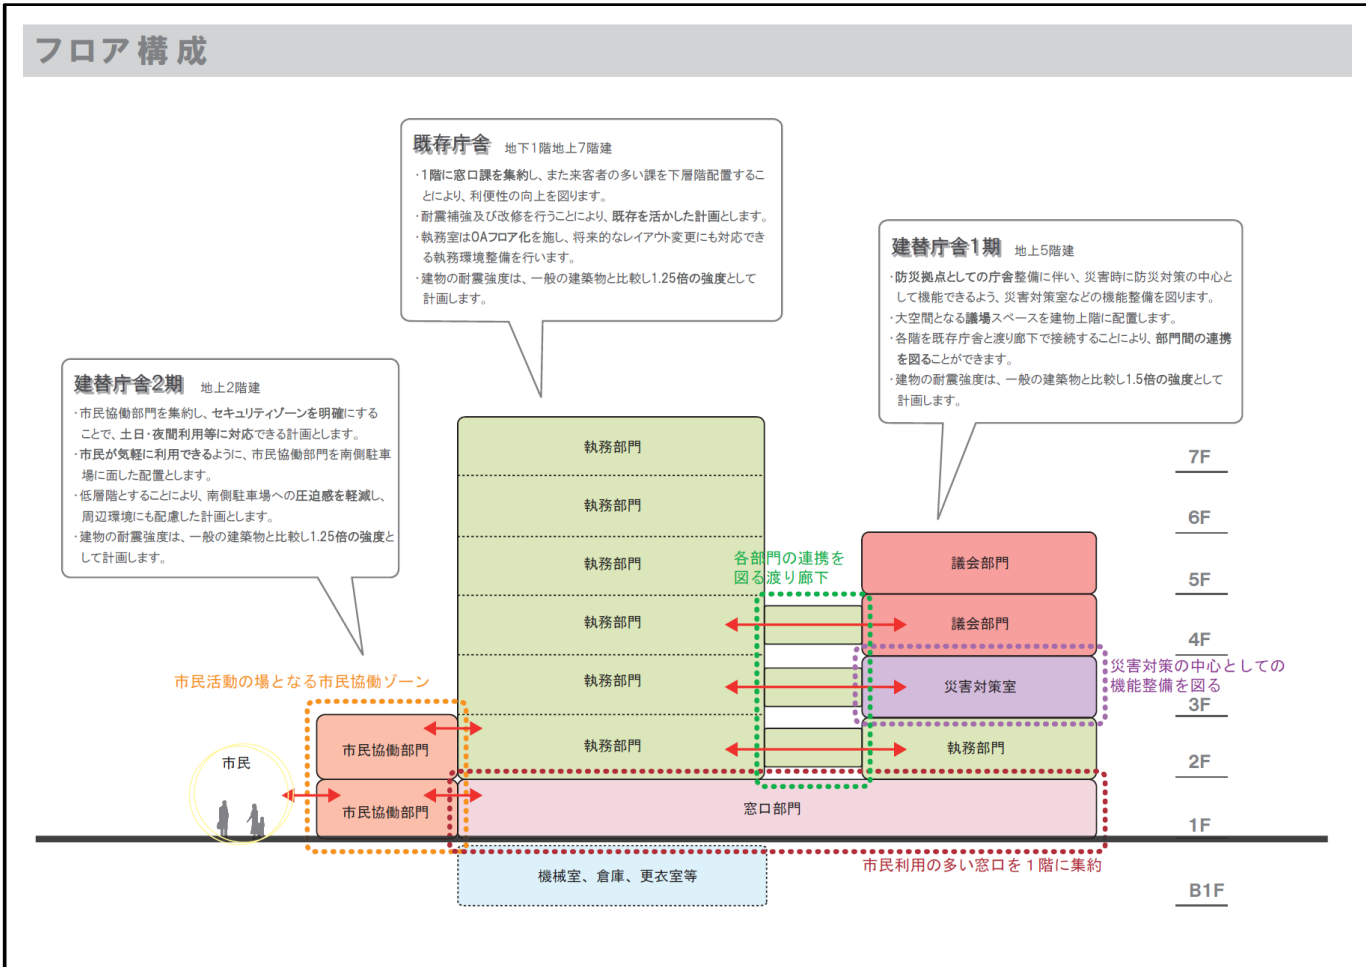 フロア構成
既存庁舎 地下1階地上7階建
・1階に窓口課を集約し、また来客者の多い課を下層階配置するこ
とにより、利便性の向上を図ります。
・耐震補強及び改修を行うことにより、既存を活かした計画とします。
・執務室はOAフロア化を施し、将来的なレイアウト変更にも対応でき
る執務環境整備を行います。
・建物の耐震強度は、一般の建築物と比較し1.25倍の強度として
計画します。
建替庁舎1期 地上5階建
・防災拠点としての庁舎整備に伴い、災害時に防災対策の中心と
して機能できるよう、災害対策室などの機能整備を図ります。
・大空間となる議場スペースを建物上階に配置します。
・各階を既存庁舎と渡り廊下で接続することにより、部門間の連携
を図ることができます。
・建物の耐震強度は、一般の建築物と比較し1.5倍の強度として
計画します。
建替庁舎2期 地上2階建
・市民協働部門を集約し、セキュリティゾーンを明確にする
ことで、土日・夜間利用等に対応できる計画とします。
・市民が気軽に利用できるように、市民協働部門を南側駐車
場に面した配置とします。
・低層階とすることにより、南側駐車場への圧迫感を軽減し、
周辺環境にも配慮した計画とします。
・建物の耐震強度は、一般の建築物と比較し1.25倍の強度と
して計画します。
執務部門
7F
執務部門
6F
執務部門
各部門の連携を
図る渡り廊下
議会部門
5F
執務部門
議会部門
4F
市民活動の場となる市民協働ゾーン
執務部門
災害対策室
災害対策の中心としての
機能整備を図る
3F
市民協働部門
執務部門
執務部門
2F
市民
市民協働部門
窓口部門
1F
市民利用の多い窓口を1階に集約
機械室、倉庫、更衣室等
B1F